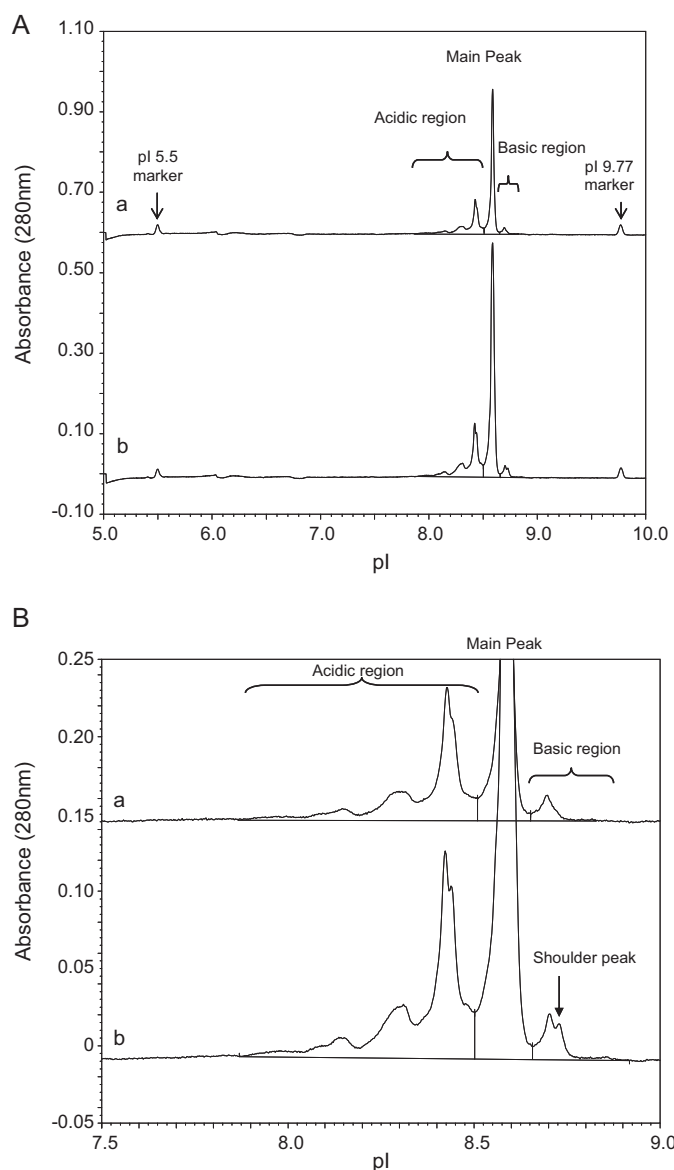 A
1.10
Main Peak
0.90
Acidic region
Basic region
pI 5.5
marker
pI 9.77
marker
0.70
a
Absorbance (280nm)
0.50
0.30
0.10
b
-0.10
5.0 6.0 7.0 8.0 9.0 10.0
pI
B
Main Peak
0.25
Acidic region
0.20
Basic region
a
0.15
Absorbance (280nm)
0.10
Shoulder peak
0.05
b
0
-0.05
7.5 8.0 8.5 9.0
pI